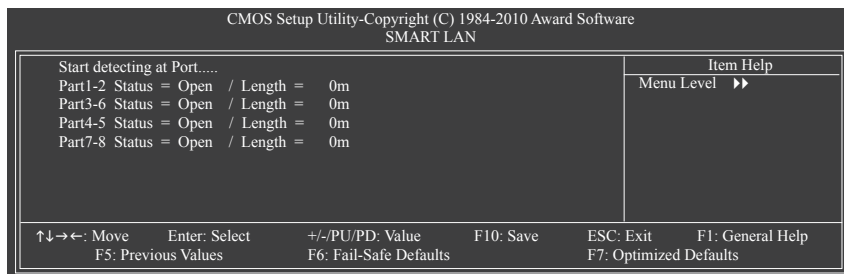 CMOS Setup Utility-Copyright (C) 1984-2010 Award Software
SMART LAN
Start detecting at Port.....
Part1-2 Status = Open / Length = 0m
Part3-6 Status = Open / Length = 0m
Part4-5 Status = Open / Length = 0m
Part7-8 Status = Open / Length = 0m
Item Help
Menu Level ▶▶
↑↓→←: Move Enter: Select +/-/PU/PD: Value F10: Save ESC: Exit F1: General Help
F5: Previous Values F6: Fail-Safe Defaults F7: Optimized Defaults